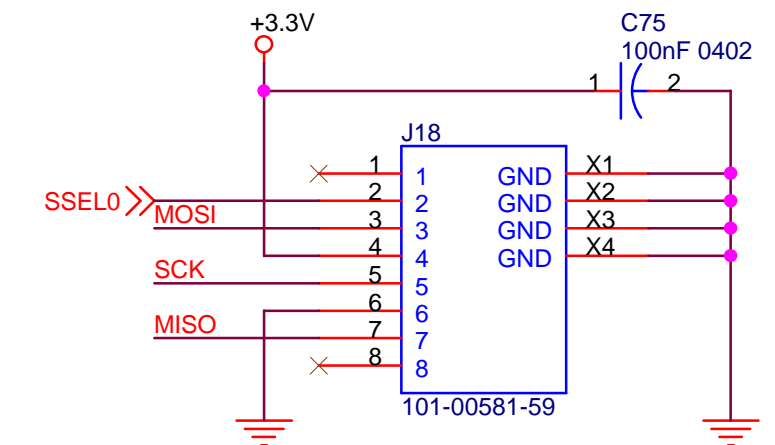 +3.3V
C75
100nF 0402
1 2
J18
1 1 GND X1
SSEL0 2 2 GND X2
MOSI 3 3 GND X3
4 4 GND X4
SCK 5 5
6 6
MISO 7 7
8 8
101-00581-59